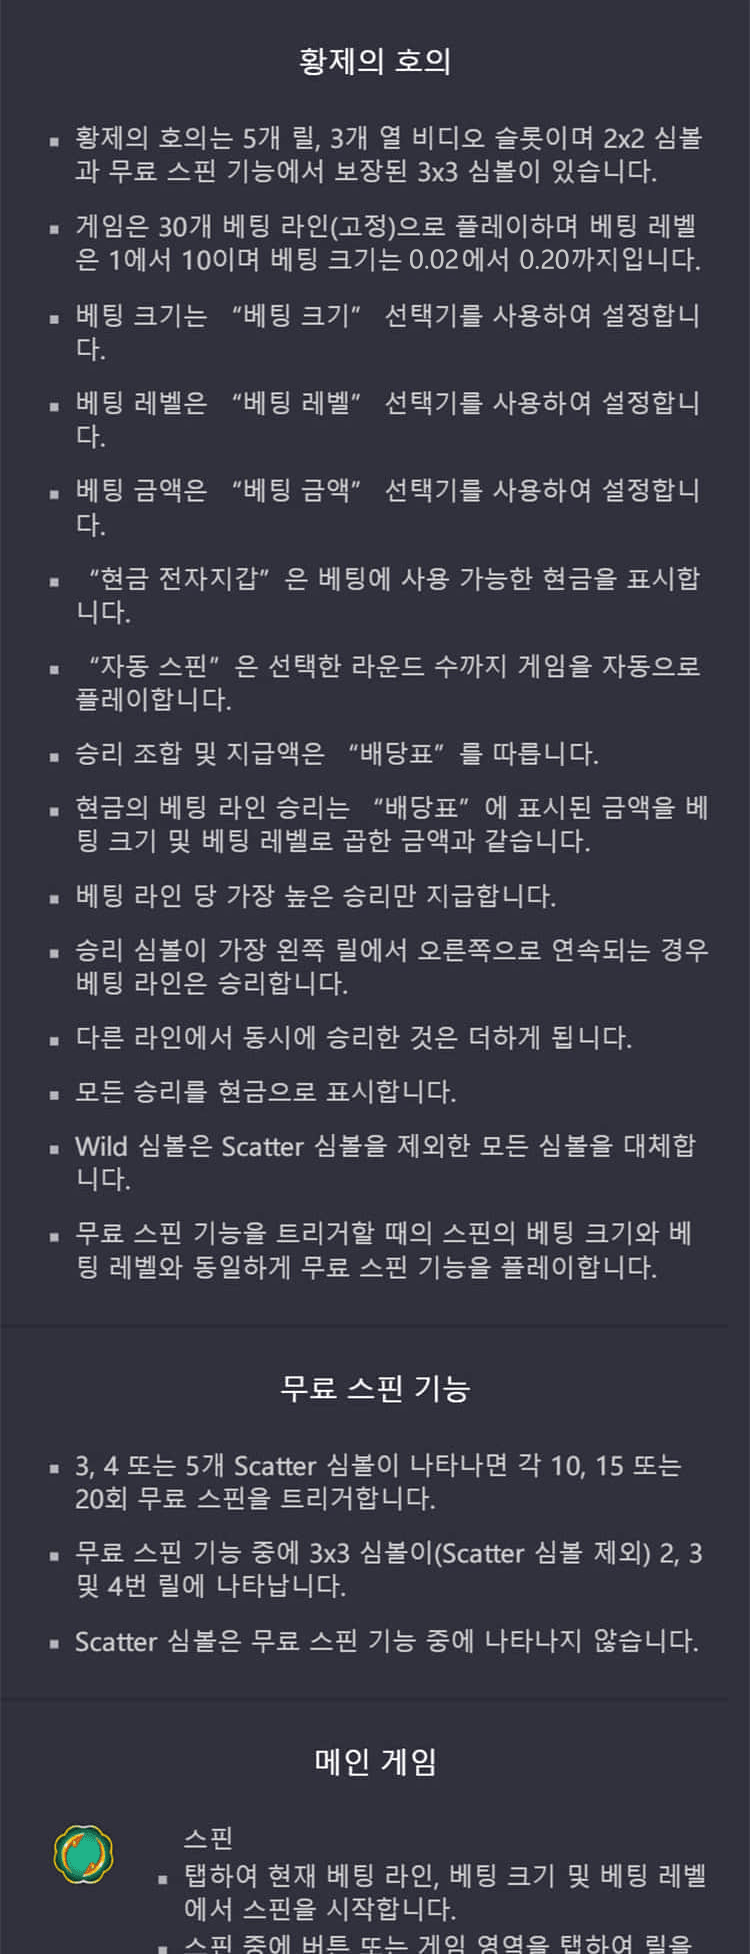 황제의 호의
▪ 황제의 호의는 5개 릴, 3개 열 비디오 슬롯이며 2x2 심볼
과 무료 스핀 기능에서 보장된 3x3 심볼이 있습니다.
▪ 게임은 30개 베팅 라인(고정)으로 플레이하며 베팅 레벨
은 1에서 10이며 베팅 크기는 0.02에서 0.20까지입니다.
▪ 베팅 크기는 “베팅 크기” 선택기를 사용하여 설정합니
다.
▪ 베팅 레벨은 “베팅 레벨” 선택기를 사용하여 설정합니
다.
▪ 베팅 금액은 “베팅 금액” 선택기를 사용하여 설정합니
다.
▪ “현금 전자지갑”은 베팅에 사용 가능한 현금을 표시합
니다.
▪ “자동 스핀”은 선택한 라운드 수까지 게임을 자동으로
플레이합니다.
▪ 승리 조합 및 지급액은 “배당표”를 따릅니다.
▪ 현금의 베팅 라인 승리는 “배당표”에 표시된 금액을 베
팅 크기 및 베팅 레벨로 곱한 금액과 같습니다.
▪ 베팅 라인 당 가장 높은 승리만 지급합니다.
▪ 승리 심볼이 가장 왼쪽 릴에서 오른쪽으로 연속되는 경우
베팅 라인은 승리합니다.
▪ 다른 라인에서 동시에 승리한 것은 더하게 됩니다.
▪ 모든 승리를 현금으로 표시합니다.
▪ Wild 심볼은 Scatter 심볼을 제외한 모든 심볼을 대체합
니다.
▪ 무료 스핀 기능을 트리거할 때의 스핀의 베팅 크기와 베
팅 레벨와 동일하게 무료 스핀 기능을 플레이합니다.
무료 스핀 기능
▪ 3, 4 또는 5개 Scatter 심볼이 나타나면 각 10, 15 또는
20회 무료 스핀을 트리거합니다.
▪ 무료 스핀 기능 중에 3x3 심볼이(Scatter 심볼 제외) 2, 3
및 4번 릴에 나타납니다.
▪ Scatter 심볼은 무료 스핀 기능 중에 나타나지 않습니다.
메인 게임
스핀
▪ 탭하여 현재 베팅 라인, 베팅 크기 및 베팅 레벨
에서 스핀을 시작합니다.
▪ 스핀 중에 버튼 또는 게임 영역을 탭하여 릴을